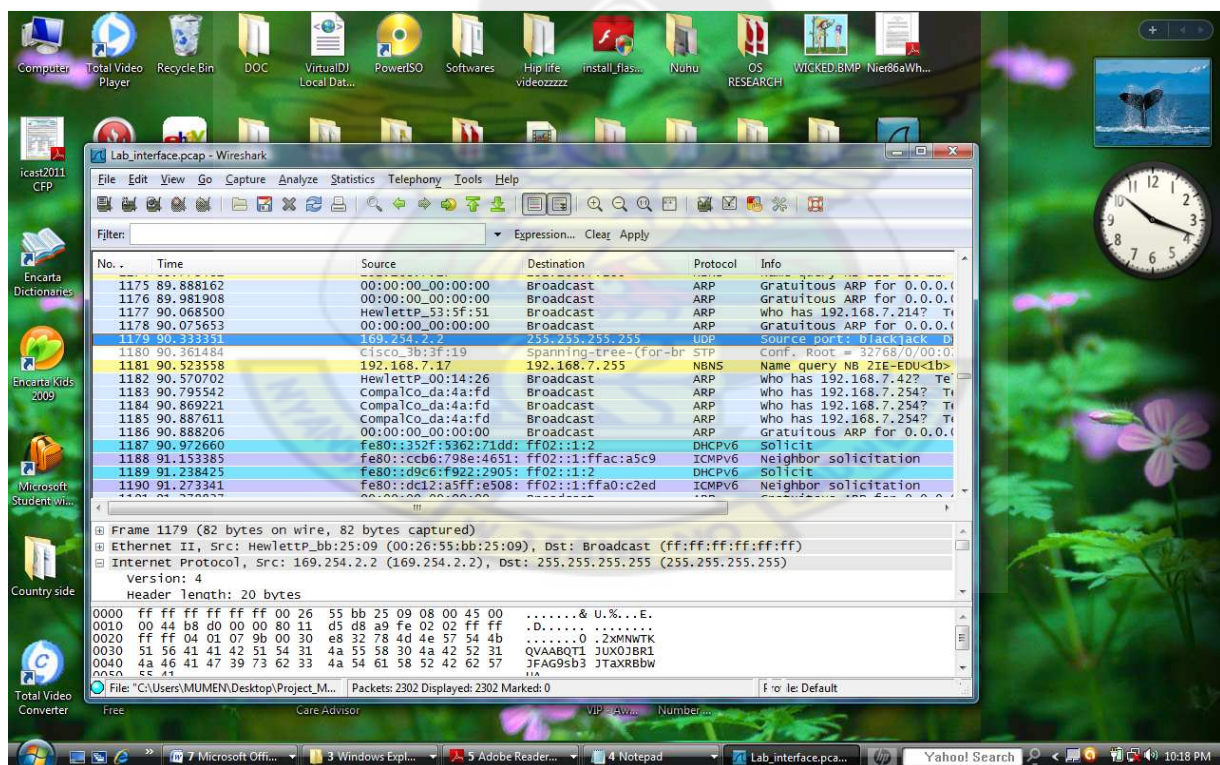 Computer
Total Video Player
Recycle Bin
DOC
VirtualDJ Local Dat...
PowerISO
Softwares
Hip life videozzzzz
install_flas...
Nuhu
OS RESEARCH
WICKED.BMP
Nier86aWh...
icast2011 CFP
Encarta Dictionaries
Encarta Kids 2009
Microsoft Student wi...
Country side
Total Video Converter
Lab_interface.pcap - Wireshark
File Edit View Go Capture Analyze Statistics Telephony Tools Help
Filter: Expression... Clear Apply
No. . Time Source Destination Protocol Info
1175 89.888162 00:00:00_00:00:00 Broadcast ARP Gratuitous ARP for 0.0.0.
1176 89.981908 00:00:00_00:00:00 Broadcast ARP Gratuitous ARP for 0.0.0.
1177 90.068500 HewlettP_53:5f:51 Broadcast ARP Who has 192.168.7.214? Te
1178 90.075653 00:00:00_00:00:00 Broadcast ARP Gratuitous ARP for 0.0.0.
1179 90.333351 169.254.2.2 255.255.255.255 UDP Source port: blackjack
1180 90.361484 Cisco_3b:3f:19 Spanning-tree-(for-br STP Conf. Root = 32768/0/00:0
1181 90.523558 192.168.7.17 192.168.7.255 NBNS Name query NB 2IE-EDU<1b>
1182 90.570702 HewlettP_00:14:26 Broadcast ARP Who has 192.168.7.42? Te
1183 90.795542 CompalCo_da:4a:fd Broadcast ARP Who has 192.168.7.254? Te
1184 90.869221 CompalCo_da:4a:fd Broadcast ARP Who has 192.168.7.254? Te
1185 90.887611 CompalCo_da:4a:fd Broadcast ARP Who has 192.168.7.254? Te
1186 90.888206 00:00:00_00:00:00 Broadcast ARP Gratuitous ARP for 0.0.0.
1187 90.972660 fe80::352f:5362:71dd: ff02::1:2 DHCPv6 Solicit
1188 91.153385 fe80::ccb6:798e:4651: ff02::1:ffac:a5c9 ICMPv6 Neighbor solicitation
1189 91.238425 fe80::d9c6:f922:2905: ff02::1:2 DHCPv6 Solicit
1190 91.273341 fe80::dc12:a5ff:e508: ff02::1:ffa0:c2ed ICMPv6 Neighbor solicitation
Frame 1179 (82 bytes on wire, 82 bytes captured)
Ethernet II, Src: HewlettP_bb:25:09 (00:26:55:bb:25:09), Dst: Broadcast (ff:ff:ff:ff:ff:ff)
Internet Protocol, Src: 169.254.2.2 (169.254.2.2), Dst: 255.255.255.255 (255.255.255.255)
Version: 4
Header length: 20 bytes
0000 ff ff ff ff ff ff 00 26 55 bb 25 09 08 00 45 00 .......& U.%...E.
0010 00 44 b8 d0 00 00 80 11 d5 d8 a9 fe 02 02 ff ff .D...... ........
0020 ff ff 04 01 07 9b 00 30 e8 32 78 4d 4e 57 54 4b .......0 .2xMNWTK
0030 51 56 41 41 42 51 54 31 4a 55 58 30 4a 42 52 31 QVAABQT1 JUX0JBR1
0040 4a 46 41 47 39 73 62 33 4a 54 61 58 52 42 62 57 JFAG9sb3 JTaXRBbW
0050 55 41 UA
File: "C:\Users\MUMEN\Desktop\Project_M... Packets: 2302 Displayed: 2302 Marked: 0 Profile: Default
Free
Care Advisor
VIP - Aw...
Number...
7 Microsoft Offi...
3 Windows Expl...
5 Adobe Reader...
4 Notepad
Lab_interface.pca...
Yahoo! Search
10:18 PM
12 1 2 3 4 5 6 7 8 9 10 11